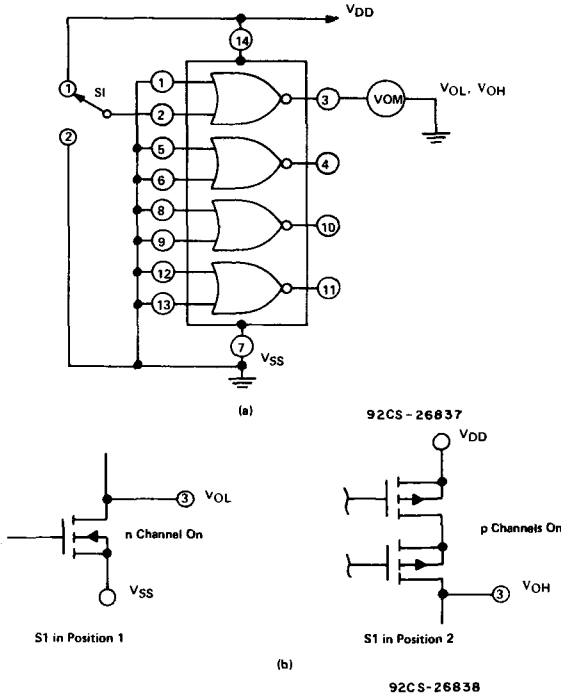 VDD
14
1
SI
1
2
3
VOM
VOL, VOH
2
5
6
4
8
9
10
12
13
11
7
VSS
(a)
92CS-26837
VDD
3
VOL
n Channel On
p Channels On
VSS
3
VOH
S1 in Position 1
S1 in Position 2
(b)
92CS-26838